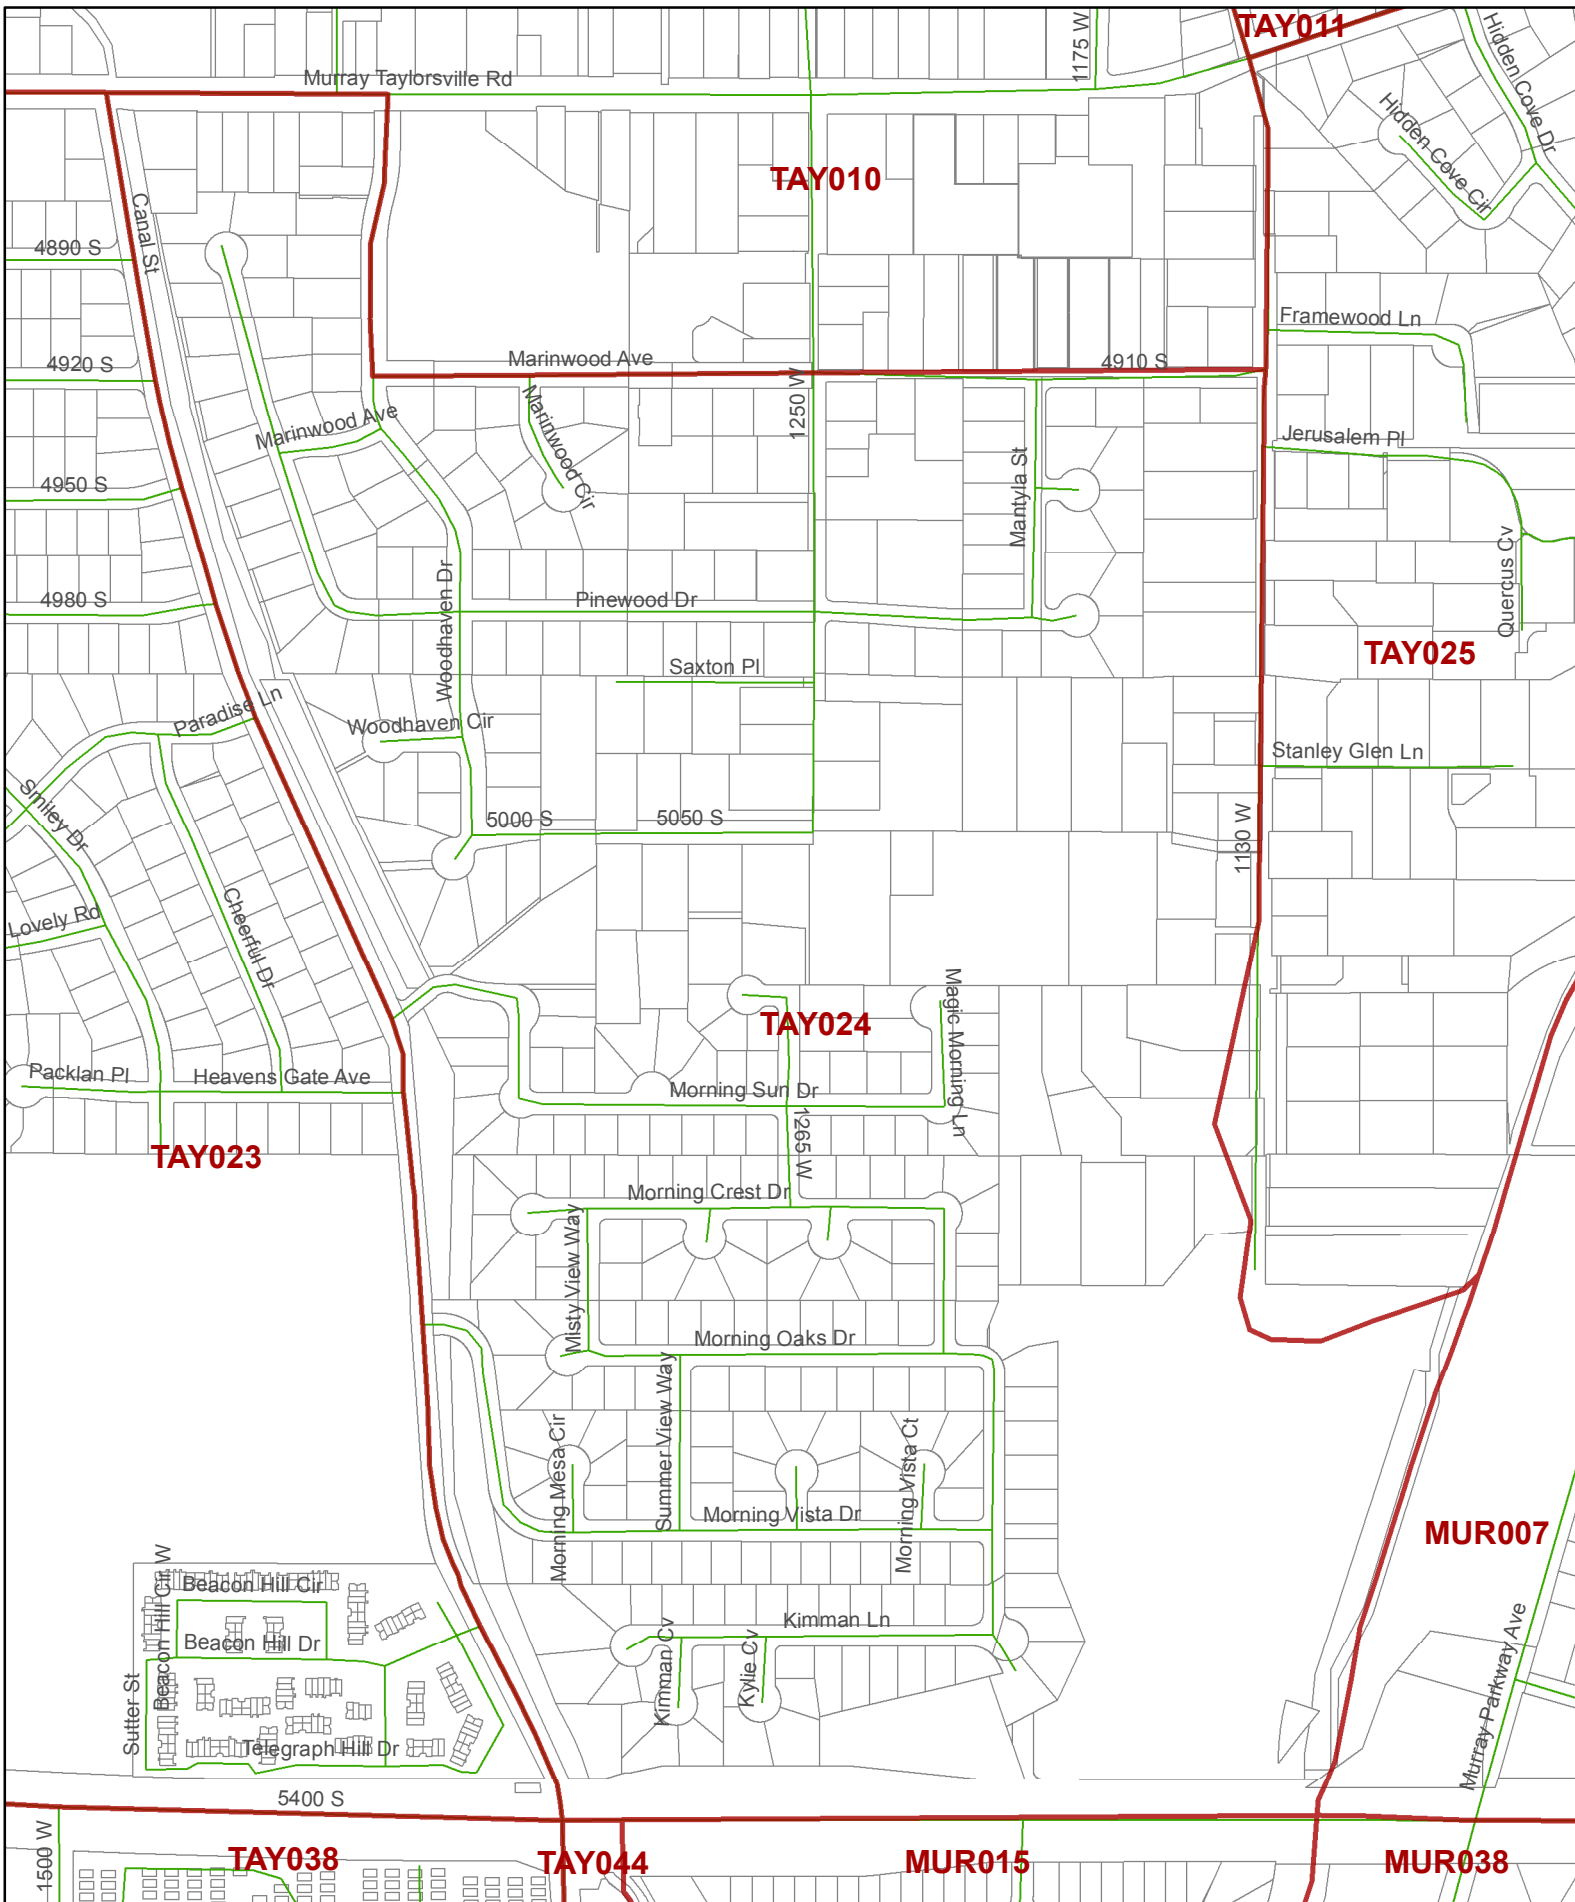 TAY011
1175 W
Hidden Cove Dr
Murray Taylorsville Rd
Hidden Cove Cir
TAY010
Canal St
4890 S
Framewood Ln
4920 S
Marinwood Ave
4910 S
1250 W
Marinwood Ave
Marinwood Cir
Jerusalem Pl
4950 S
Mantyla St
Quercus Cv
4980 S
Woodhaven Dr
Pinewood Dr
TAY025
Saxton Pl
Paradise Ln
Woodhaven Cir
Stanley Glen Ln
Smiley Dr
5000 S
5050 S
1130 W
Lovely Rd
Cheerful Dr
TAY024
Magic Morning Ln
Packlan Pl
Heavens Gate Ave
Morning Sun Dr
1265 W
TAY023
Morning Crest Dr
Misty View Way
Morning Oaks Dr
Summer View Way
Morning Mesa Cir
Morning Vista Ct
Morning Vista Dr
MUR007
Beacon Hill Cir W
Beacon Hill Cir
Kimman Ln
Beacon Hill Dr
Kimman Cv
Kylie Cv
Murray Parkway Ave
Sutter St
Telegraph Hill Dr
5400 S
1500 W
TAY038
TAY044
MUR015
MUR038